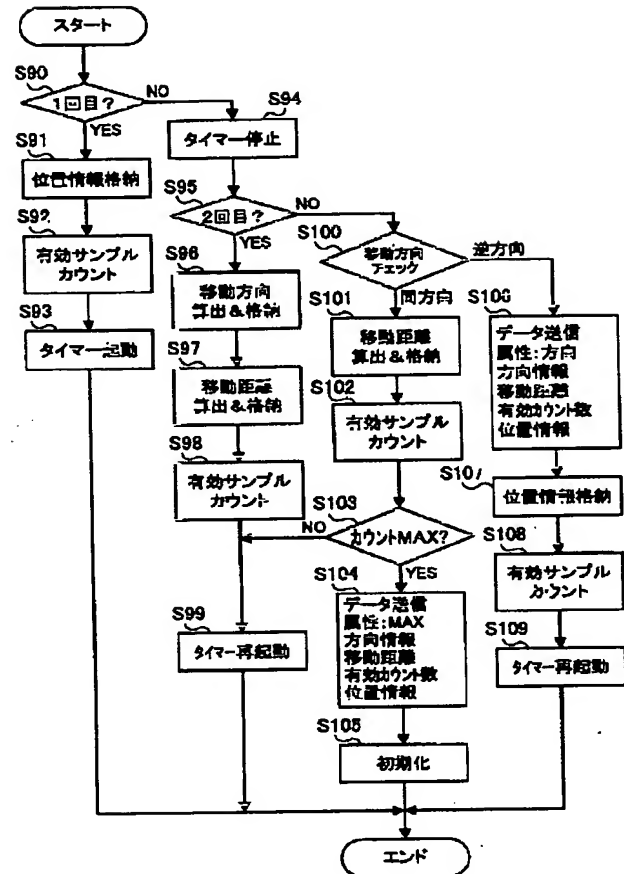 スタート
S90
1回目?
NO
YES
S91
位置情報格納
S92
有効サンプル
カウント
S93
タイマー起動
S94
タイマー停止
S95
2回目?
NO
YES
S96
移動方向
算出&格納
S97
移動距離
算出&格納
S98
有効サンプル
カウント
S99
タイマー再起動
S100
移動方向
チェック
逆方向
同方向
S101
移動距離
算出&格納
S102
有効サンプル
カウント
S103
カウントMAX?
NO
YES
S104
データ送信
属性:MAX
方向情報
移動距離
有効カウント数
位置情報
S105
初期化
S106
データ送信
属性:方向
方向情報
移動距離
有効カウント数
位置情報
S107
位置情報格納
S108
有効サンプル
カウント
S109
タイマー再起動
エンド